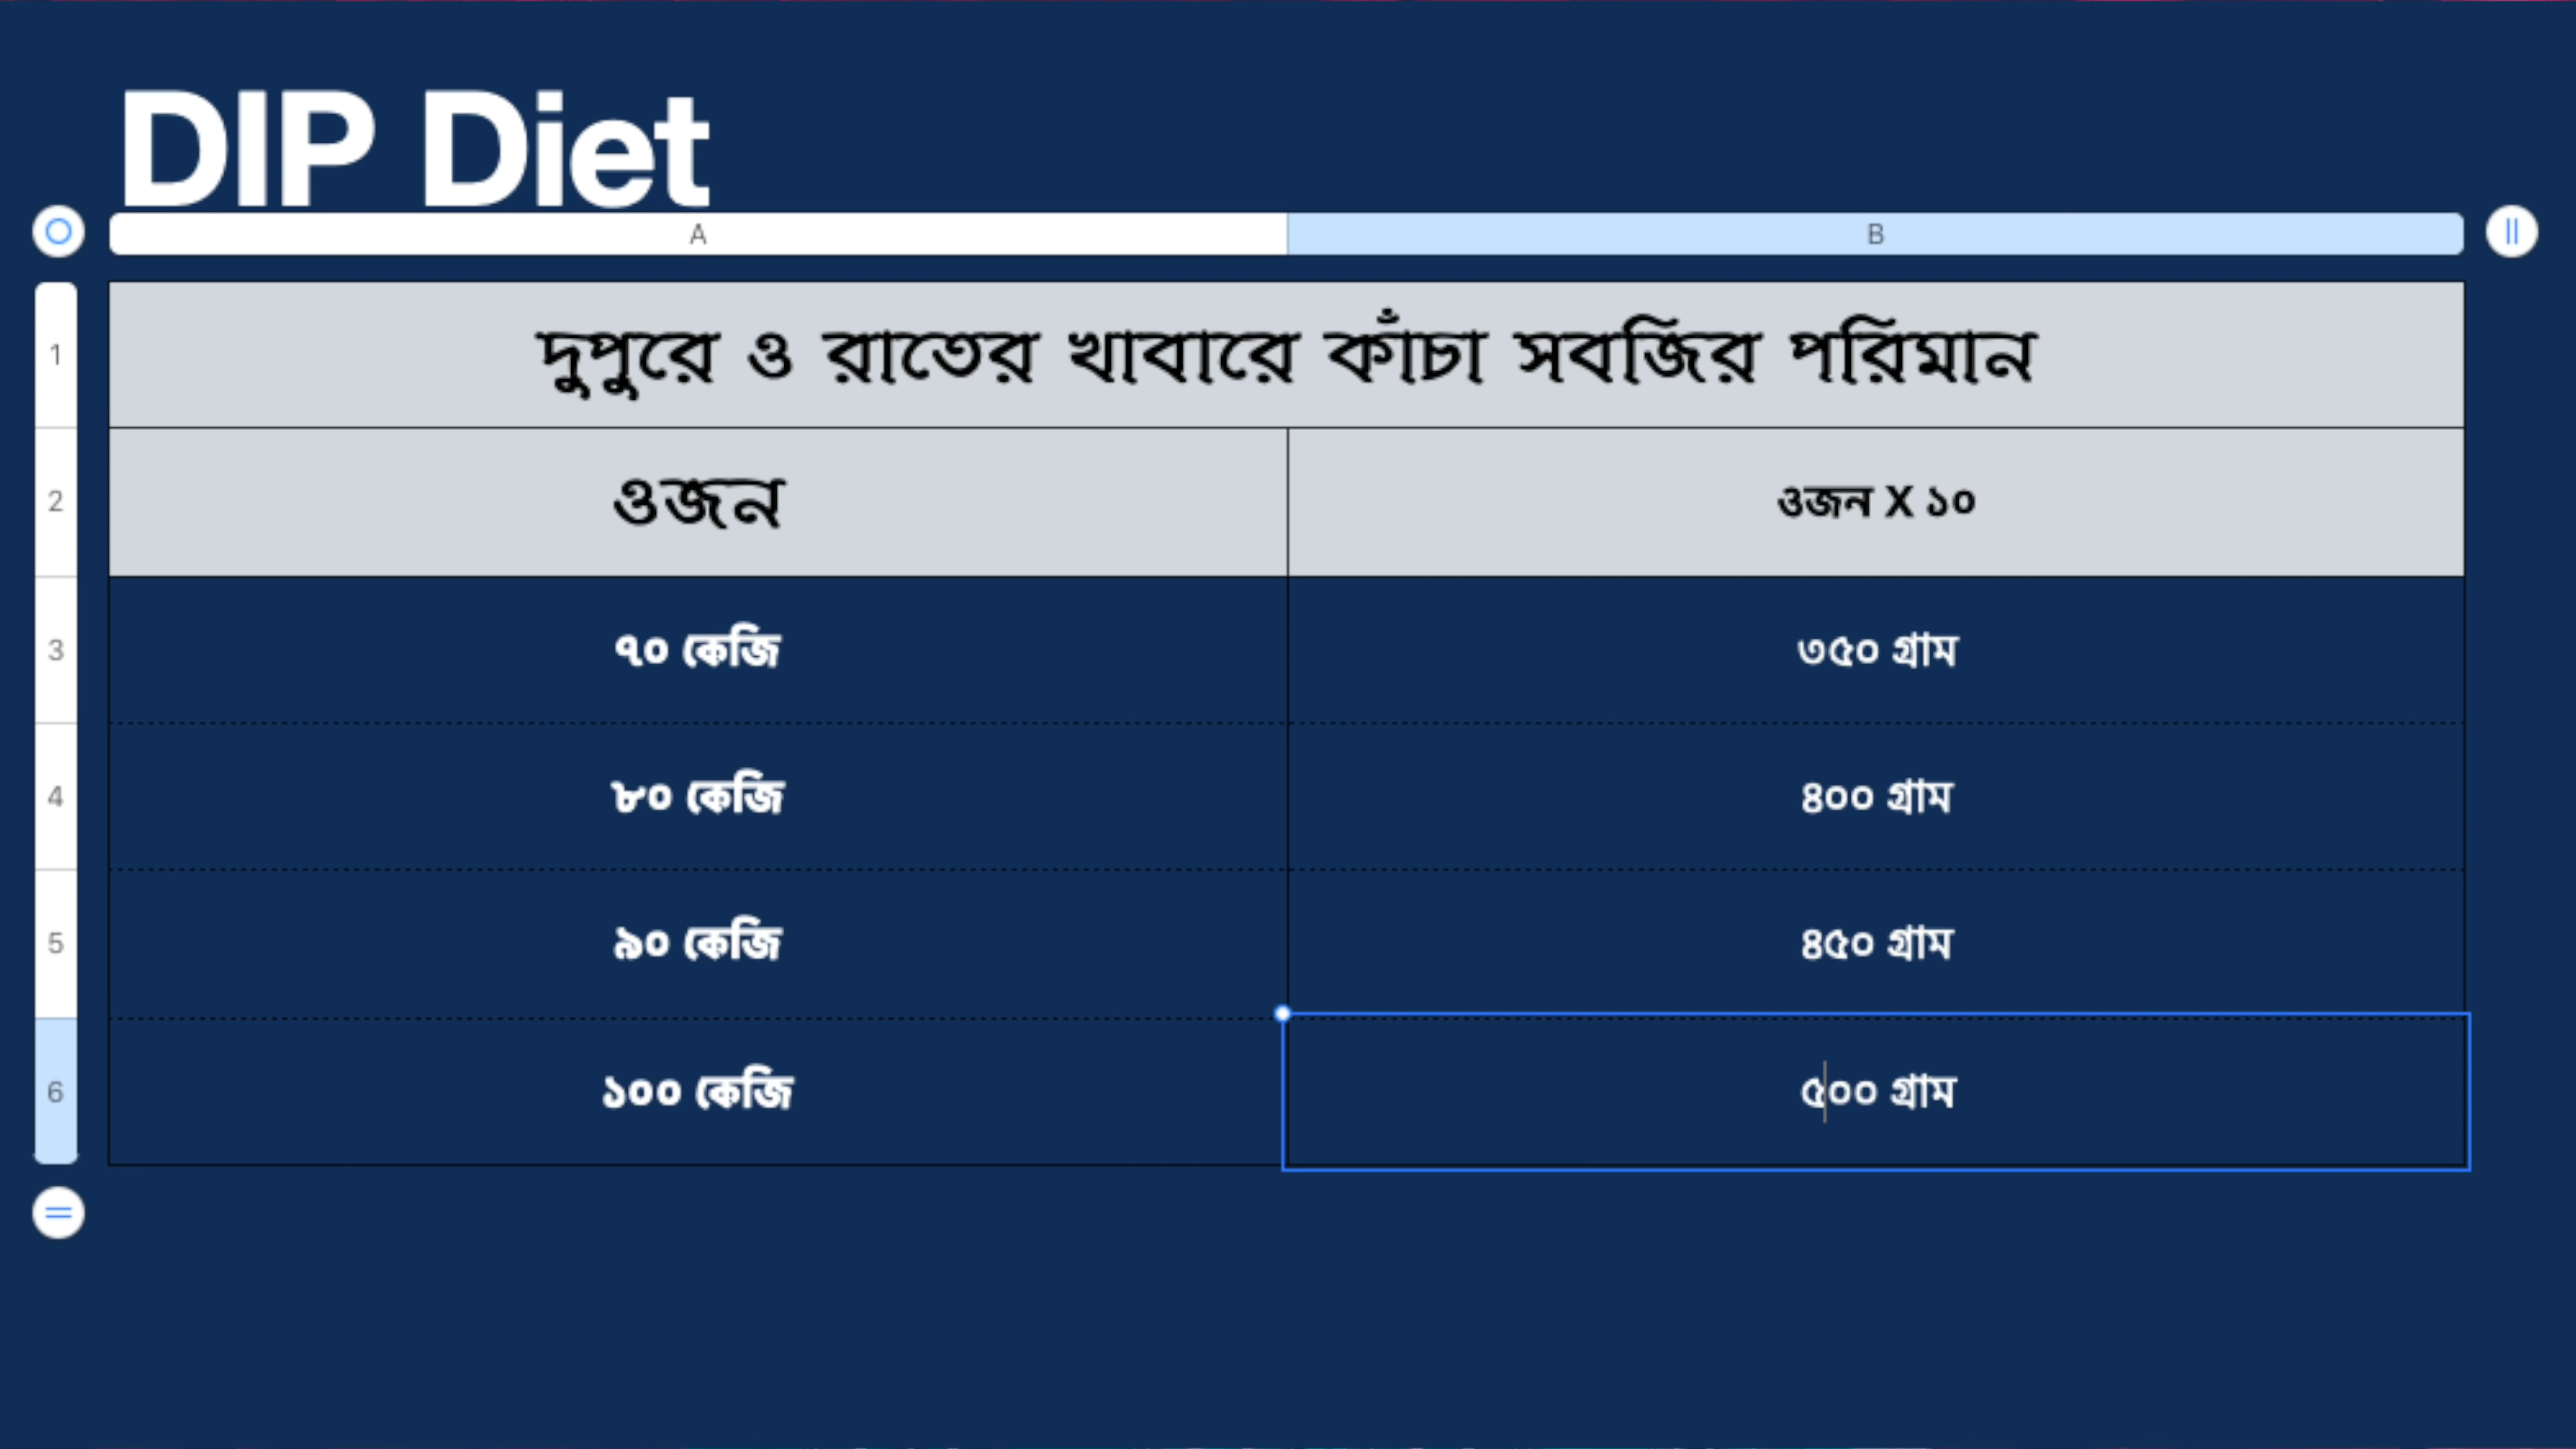 DIP Diet
A B
1 দুপুরে ও রাতের খাবারে কাঁচা সবজির পরিমান
2 ওজন ওজন X ১০
3 ৭০ কেজি ৩৫০ গ্রাম
4 ৮০ কেজি ৪০০ গ্রাম
5 ৯০ কেজি ৪৫০ গ্রাম
6 ১০০ কেজি ৫০০ গ্রাম